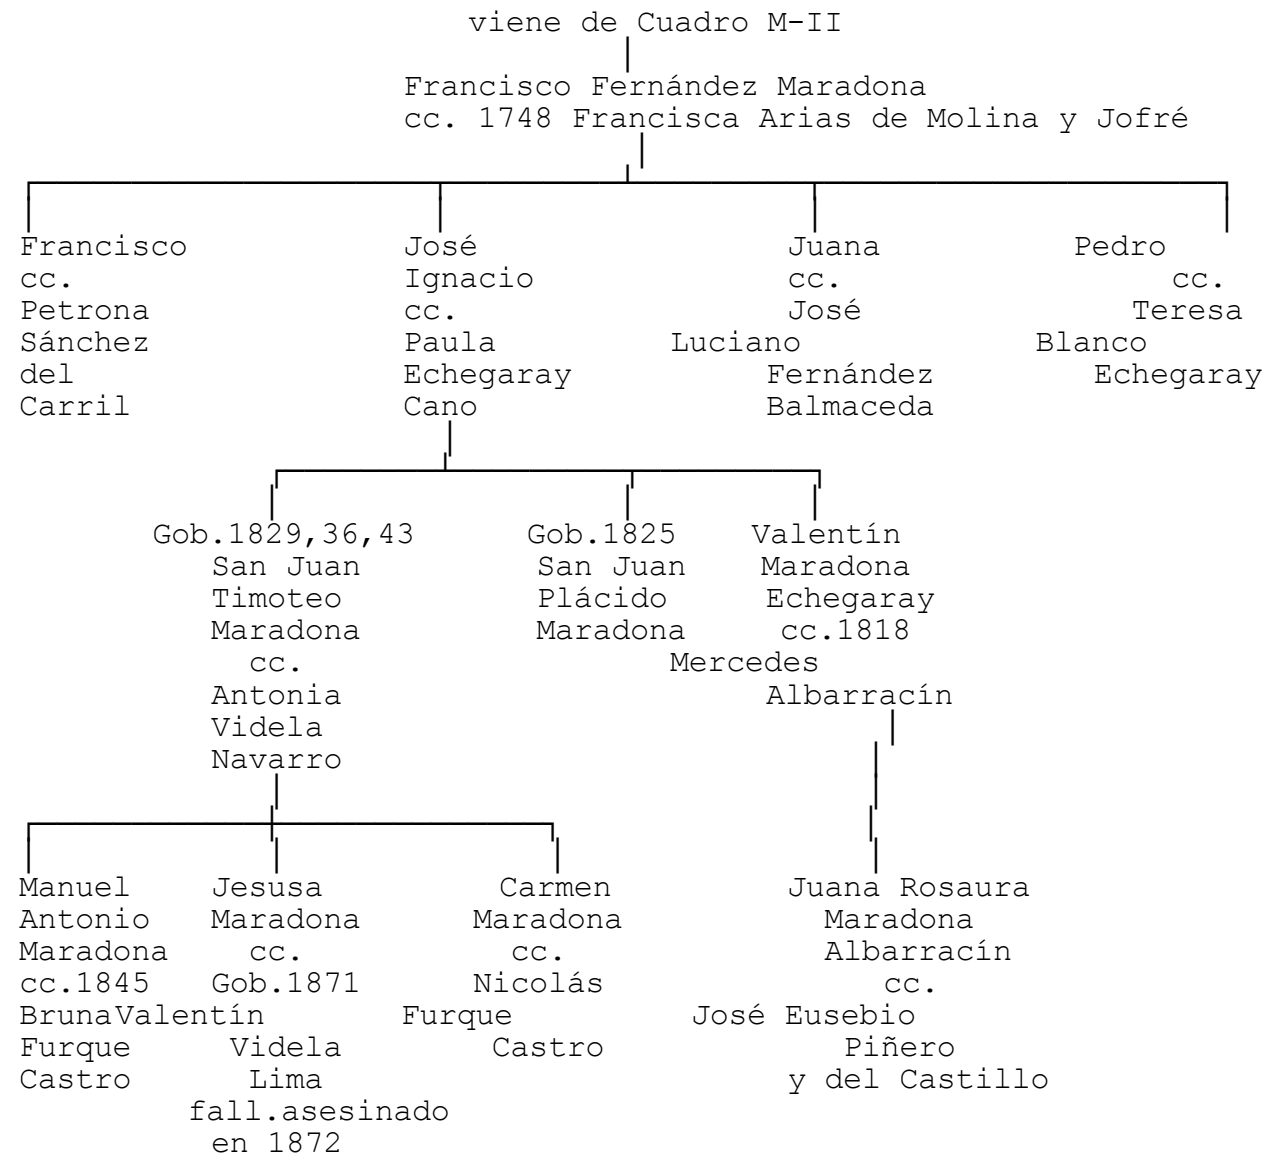 viene de Cuadro M-II
Francisco Fernández Maradona
cc. 1748 Francisca Arias de Molina y Jofré
Francisco José Juana Pedro
cc. Ignacio cc. cc.
Petrona cc. José Teresa
Sánchez Paula Luciano Blanco
del Echegaray Fernández Echegaray
Carril Cano Balmaceda
Gob.1829,36,43 Gob.1825 Valentín
San Juan San Juan Maradona
Timoteo Plácido Echegaray
Maradona Maradona cc.1818
cc. Mercedes
Antonia Albarracín
Videla
Navarro
Manuel Jesusa Carmen Juana Rosaura
Antonio Maradona Maradona Maradona
Maradona cc. cc. Albarracín
cc.1845 Gob.1871 Nicolás cc.
BrunaValentín Furque José Eusebio
Furque Videla Castro Piñero
Castro Lima y del Castillo
fall.asesinado
en 1872